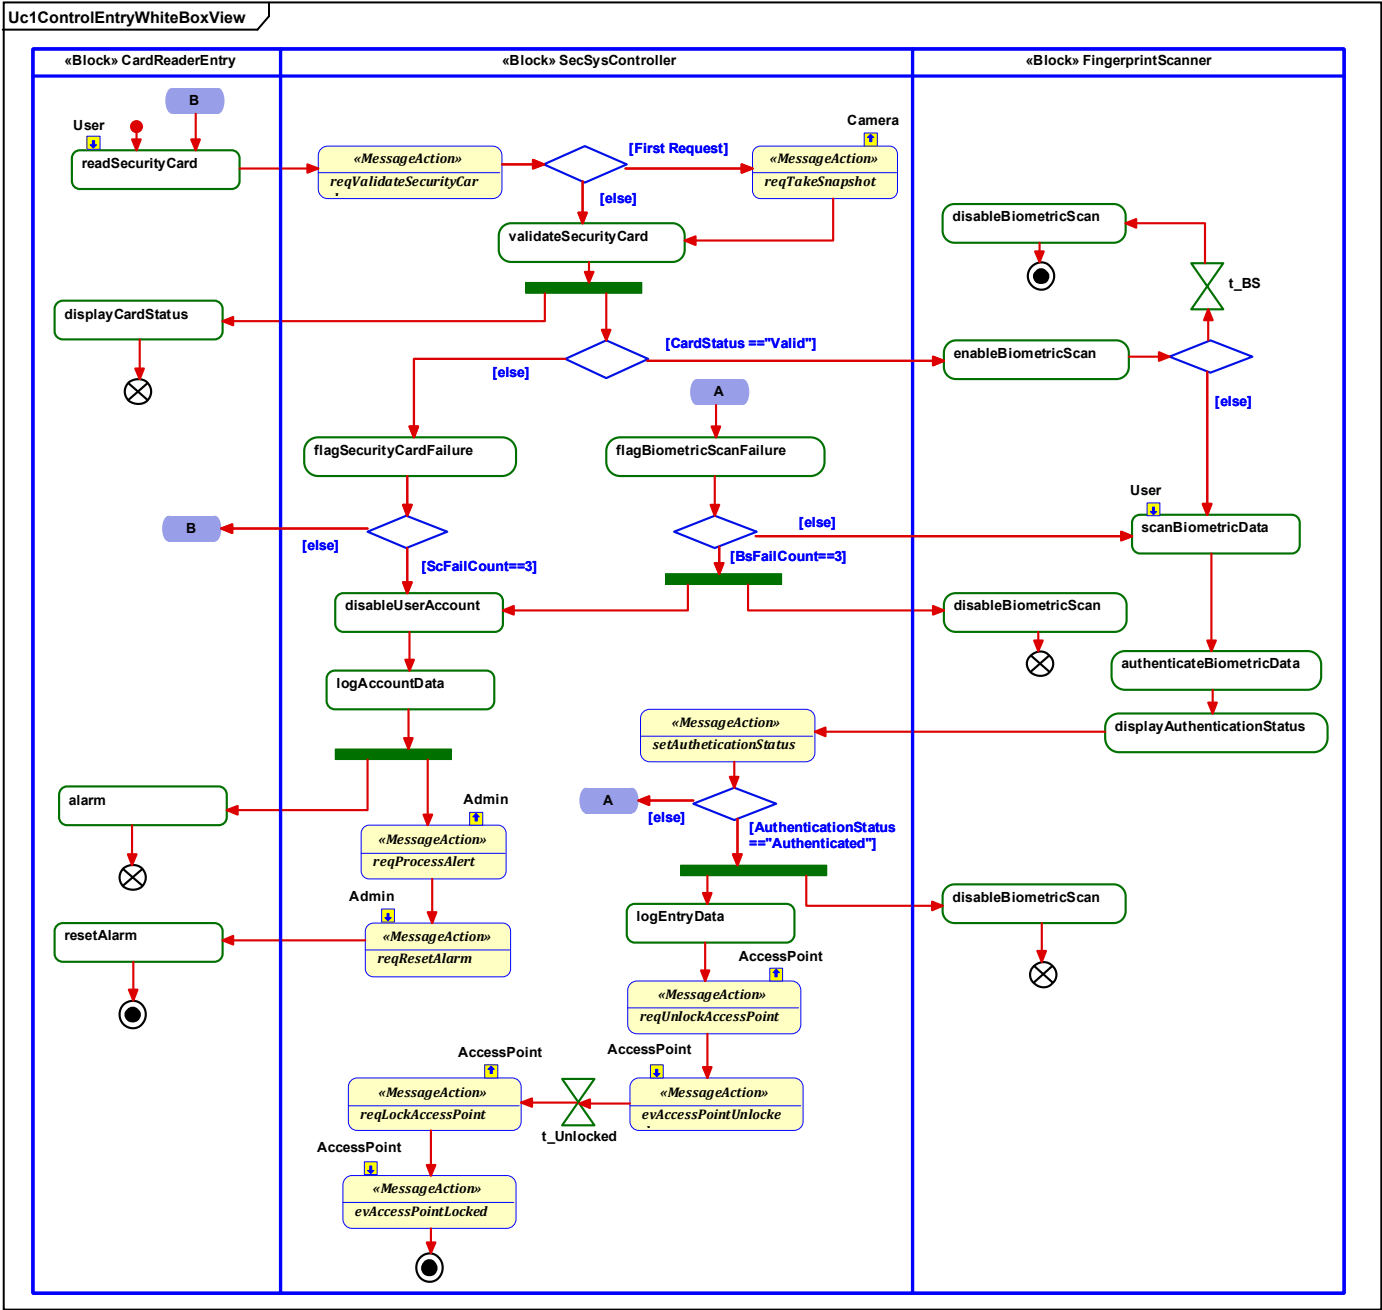 Uc1ControlEntryWhiteBoxView
«Block» CardReaderEntry
«Block» SecSysController
«Block» FingerprintScanner
B
User
readSecurityCard
«MessageAction»
reqValidateSecurityCar
[First Request]
Camera
«MessageAction»
reqTakeSnapshot
[else]
validateSecurityCard
disableBiometricScan
t_BS
displayCardStatus
[CardStatus =="Valid"]
[else]
enableBiometricScan
[else]
A
flagSecurityCardFailure
flagBiometricScanFailure
User
scanBiometricData
B
[else]
[ScFailCount==3]
[else]
[BsFailCount==3]
disableUserAccount
disableBiometricScan
logAccountData
authenticateBiometricData
displayAuthenticationStatus
«MessageAction»
setAutheticationStatus
alarm
A
[else]
[AuthenticationStatus
=="Authenticated"]
Admin
«MessageAction»
reqProcessAlert
Admin
«MessageAction»
reqResetAlarm
resetAlarm
logEntryData
disableBiometricScan
AccessPoint
«MessageAction»
reqUnlockAccessPoint
AccessPoint
«MessageAction»
evAccessPointUnlocke
t_Unlocked
AccessPoint
«MessageAction»
reqLockAccessPoint
AccessPoint
«MessageAction»
evAccessPointLocked